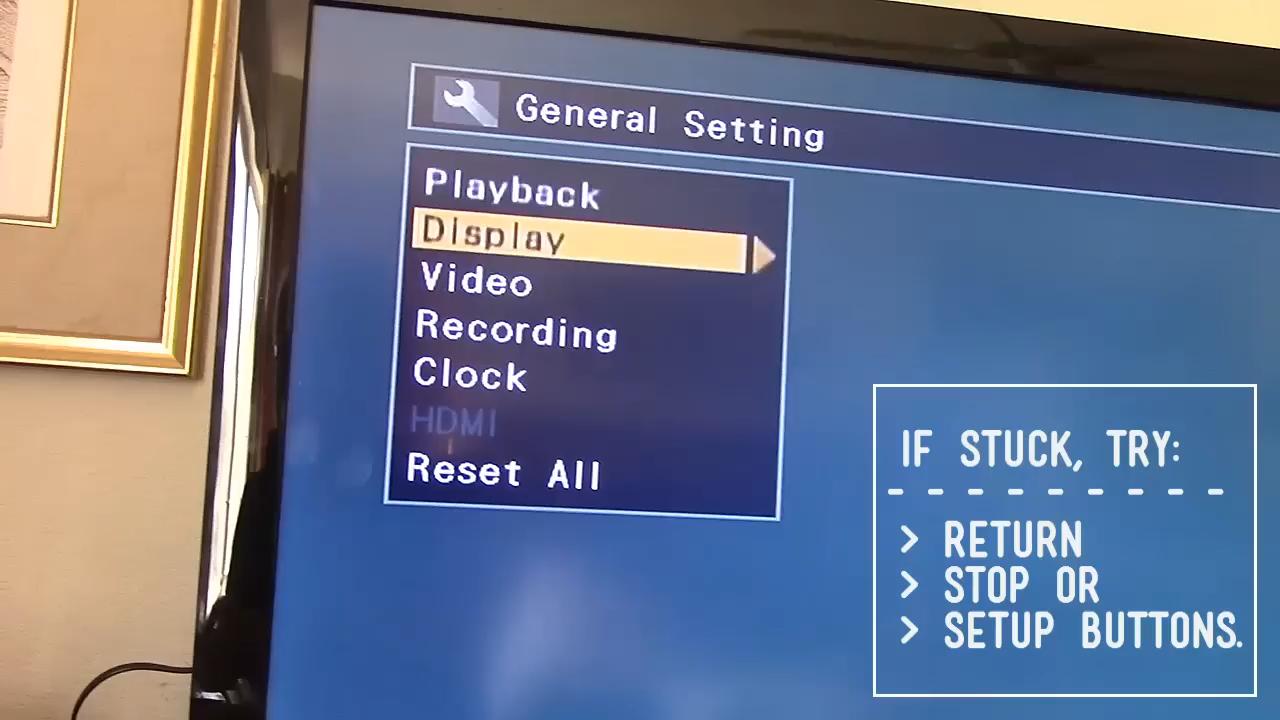 General Setting
Playback
Display
Video
Recording
Clock
HDMI
Reset All
IF STUCK, TRY:
- - - - - - - - -
> RETURN
> STOP OR
> SETUP BUTTONS.